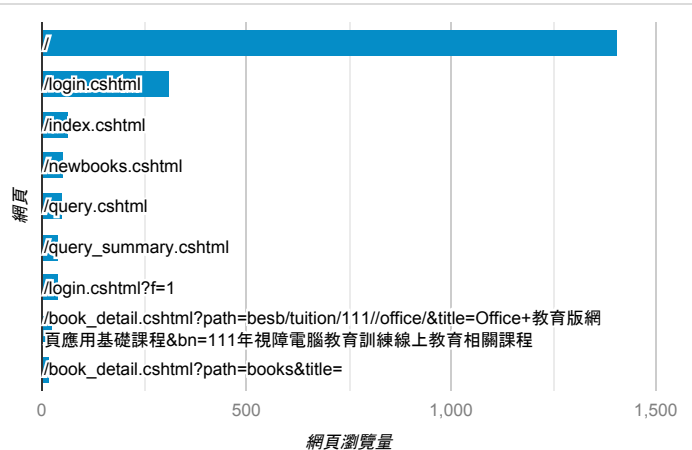 /
/login.cshtml
/index.cshtml
/newbooks.cshtml
/query.cshtml
/query_summary.cshtml
/login.cshtml?f=1
/book_detail.cshtml?path=besb/tuition/111//office/&title=Office+教育版網
頁應用基礎課程&bn=111年視障電腦教育訓練線上教育相關課程
/book_detail.cshtml?path=books&title=
網頁
0 500 1,000 1,500
網頁瀏覽量